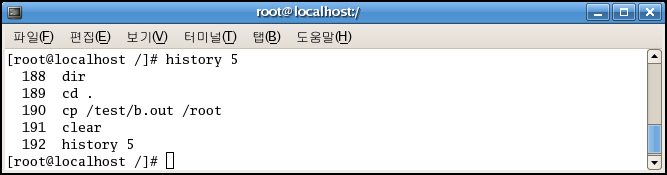 root@localhost:/
파일(F) 편집(E) 보기(V) 터미널(T) 탭(B) 도움말(H)
[root@localhost /]# history 5
188 dir
189 cd .
190 cp /test/b.out /root
191 clear
192 history 5
[root@localhost /]#